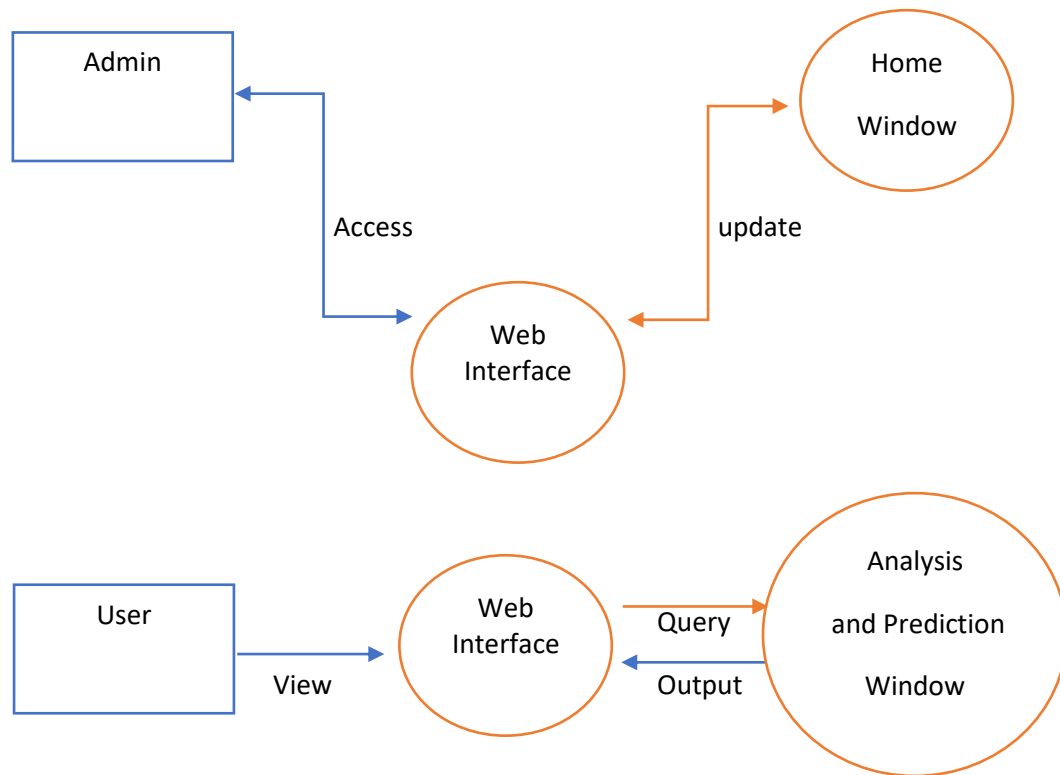 Admin
Home
Window
Access
update
Web
Interface
User
View
Web
Interface
Query
Output
Analysis
and Prediction
Window